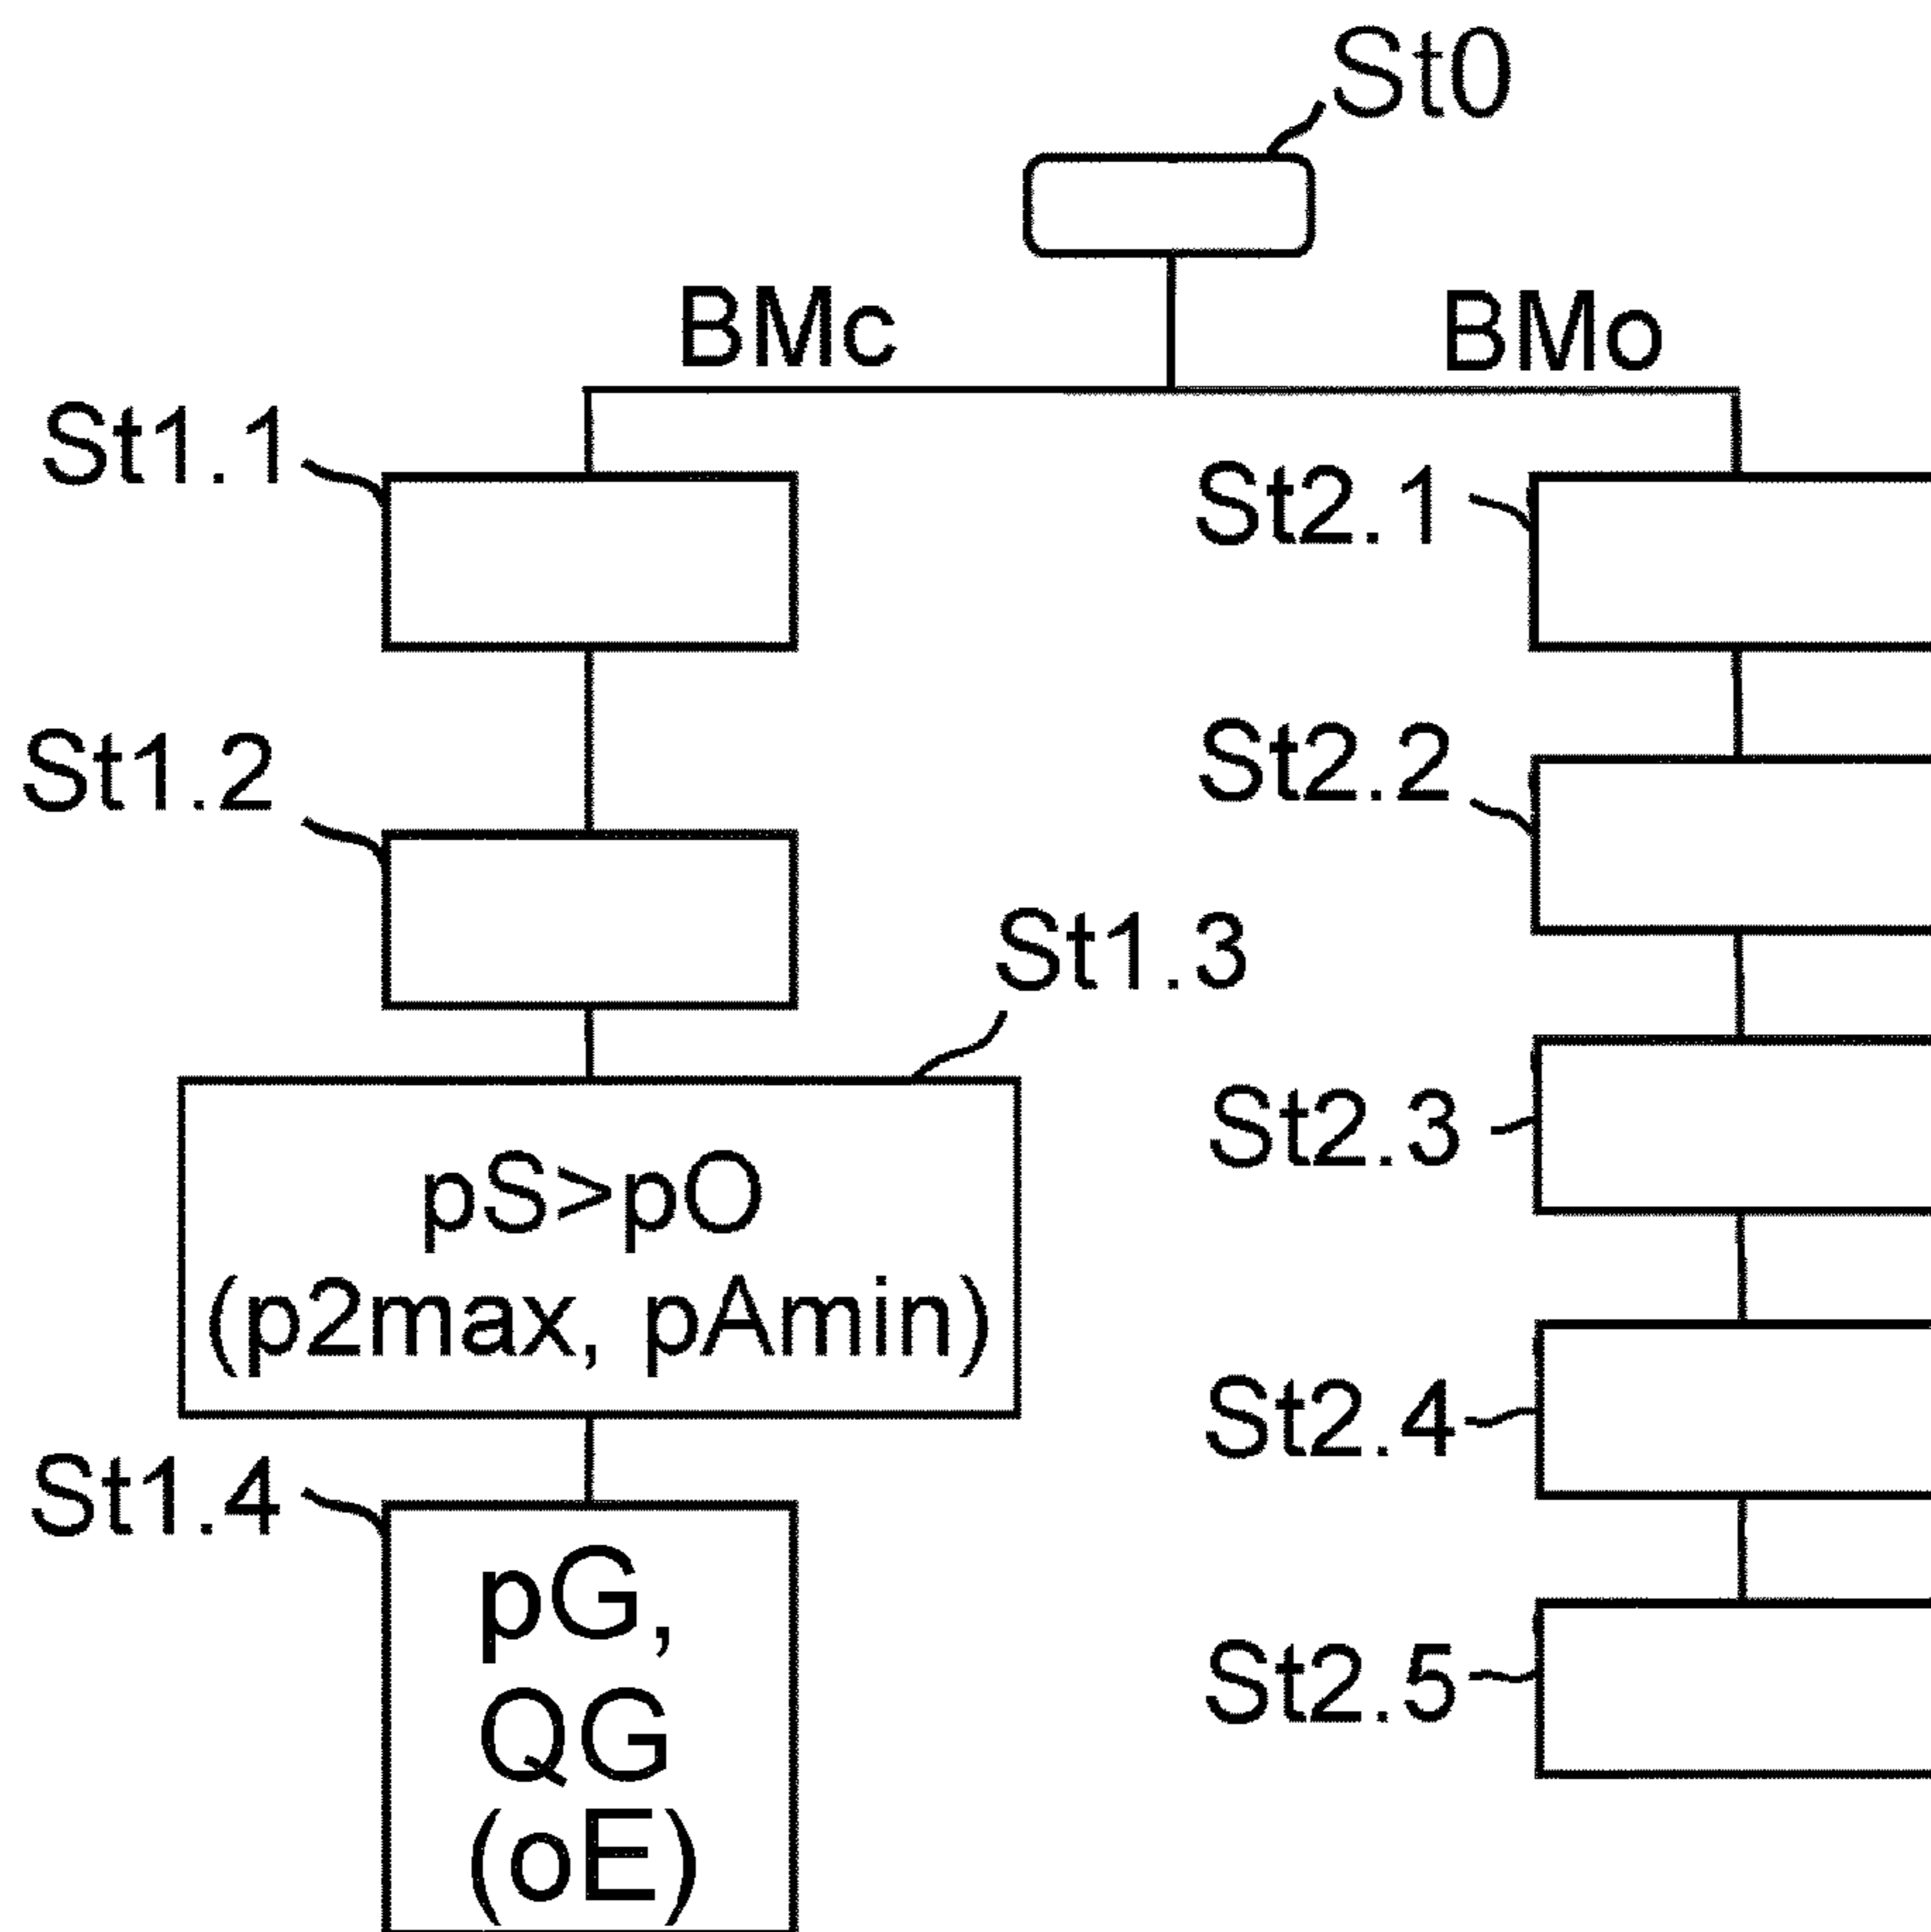 St0
BMc
BMo
St1.1
St2.1
St1.2
St2.2
St1.3
pS>pO
(p2max, pAmin)
St2.3
St1.4
pG,
QG
(oE)
St2.4
St2.5